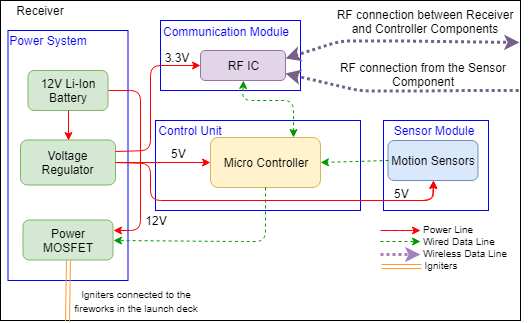 Receiver
Power System
12V Li-Ion
Battery
Voltage
Regulator
Power
MOSFET
Communication Module
3.3V
RF IC
RF connection between Receiver
and Controller Components
RF connection from the Sensor
Component
Control Unit
5V
Micro Controller
Sensor Module
Motion Sensors
5V
12V
Power Line
Wired Data Line
Wireless Data Line
Igniters
Igniters connected to the
fireworks in the launch deck